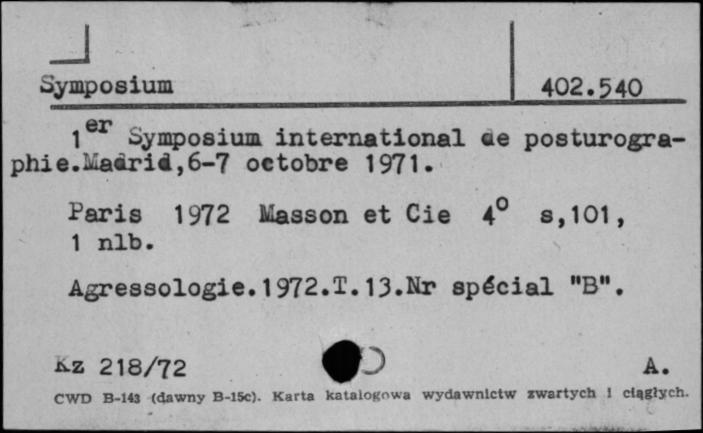 Symposium 402.540
1er Symposium international de posturogra-
phie.Madrid,6-7 octobre 1971.
Paris 1972 Masson et Cie 4° s,101,
1 nlb.
Agressologie.1972.T.13.Nr spécial "B".
Kz 218/72 A.
CWD B-143 (dawny B-15c). Karta katalogowa wydawnictw zwartych i ciągłych.